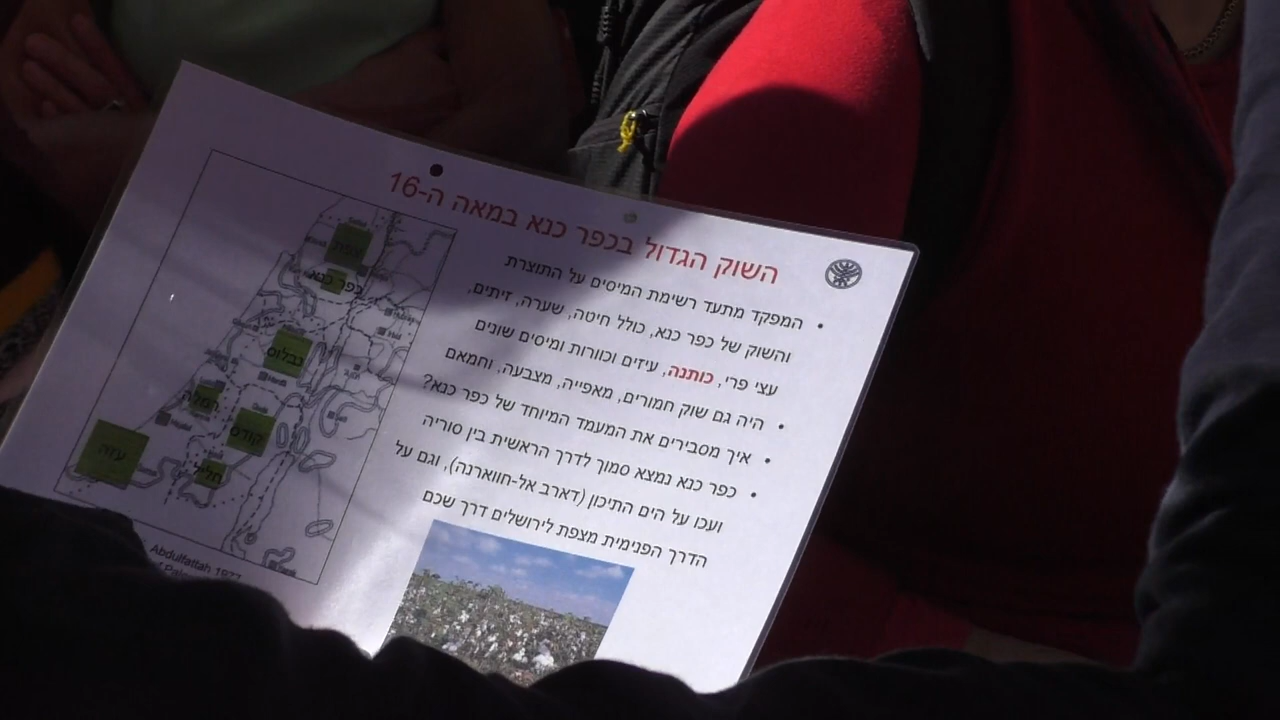 השוק הגדול בכפר כנא במאה ה-16
• המפקד מתעד רשימת המיסים על התוצרת
והשוק של כפר כנא, כולל חיטה, שערה, זיתים,
עצי פרי, כותנה, עיזים וכוורות ומיסים שונים
• היה גם שוק חמורים, מאפייה, מצבעה, וחמאם
• איך מסבירים את המעמד המיוחד של כפר כנא?
• כפר כנא נמצא סמוך לדרך הראשית בין סוריה
ועכו על הים התיכון (דארב אל-חווארנה), וגם על
הדרך הפנימית מצפת לירושלים דרך שכם
צפת
כפר כנא
נבלוס
רמלה
קודס
עזה
חליל
Abdulfattah 1977